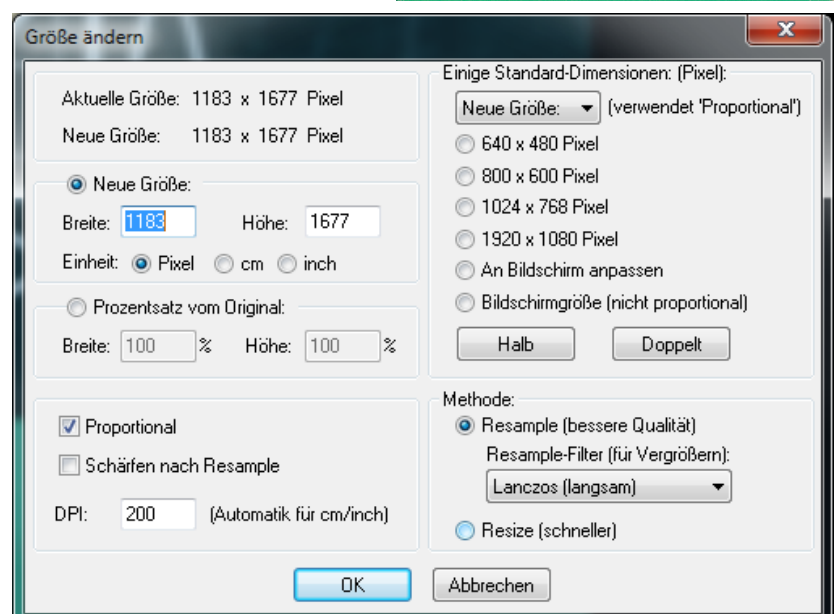 Größe ändern
Aktuelle Größe: 1183 x 1677 Pixel
Neue Größe: 1183 x 1677 Pixel
Neue Größe:
Breite: 1183 Höhe: 1677
Einheit: Pixel cm inch
Prozentsatz vom Original:
Breite: 100 % Höhe: 100 %
Proportional
Schärfen nach Resample
DPI: 200 (Automatik für cm/inch)
Einige Standard-Dimensionen: (Pixel):
Neue Größe: (verwendet 'Proportional')
640 x 480 Pixel
800 x 600 Pixel
1024 x 768 Pixel
1920 x 1080 Pixel
An Bildschirm anpassen
Bildschirmgröße (nicht proportional)
Halb Doppelt
Methode:
Resample (bessere Qualität)
Resample-Filter (für Vergrößern):
Lanczos (langsam)
Resize (schneller)
OK Abbrechen